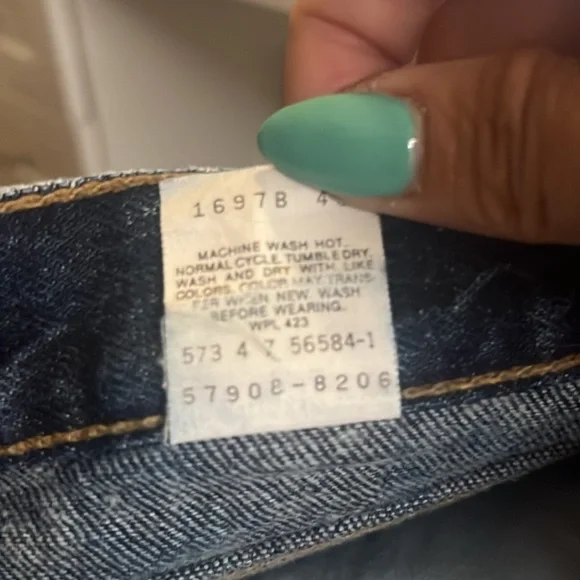 1697B 4
MACHINE WASH HOT.
NORMAL CYCLE. TUMBLE DRY.
WASH AND DRY WITH LIKE
COLORS. COLOR MAY TRANS-
FER WHEN NEW. WASH
BEFORE WEARING.
WPL 423
573 4 7 56584-1
57908-8206